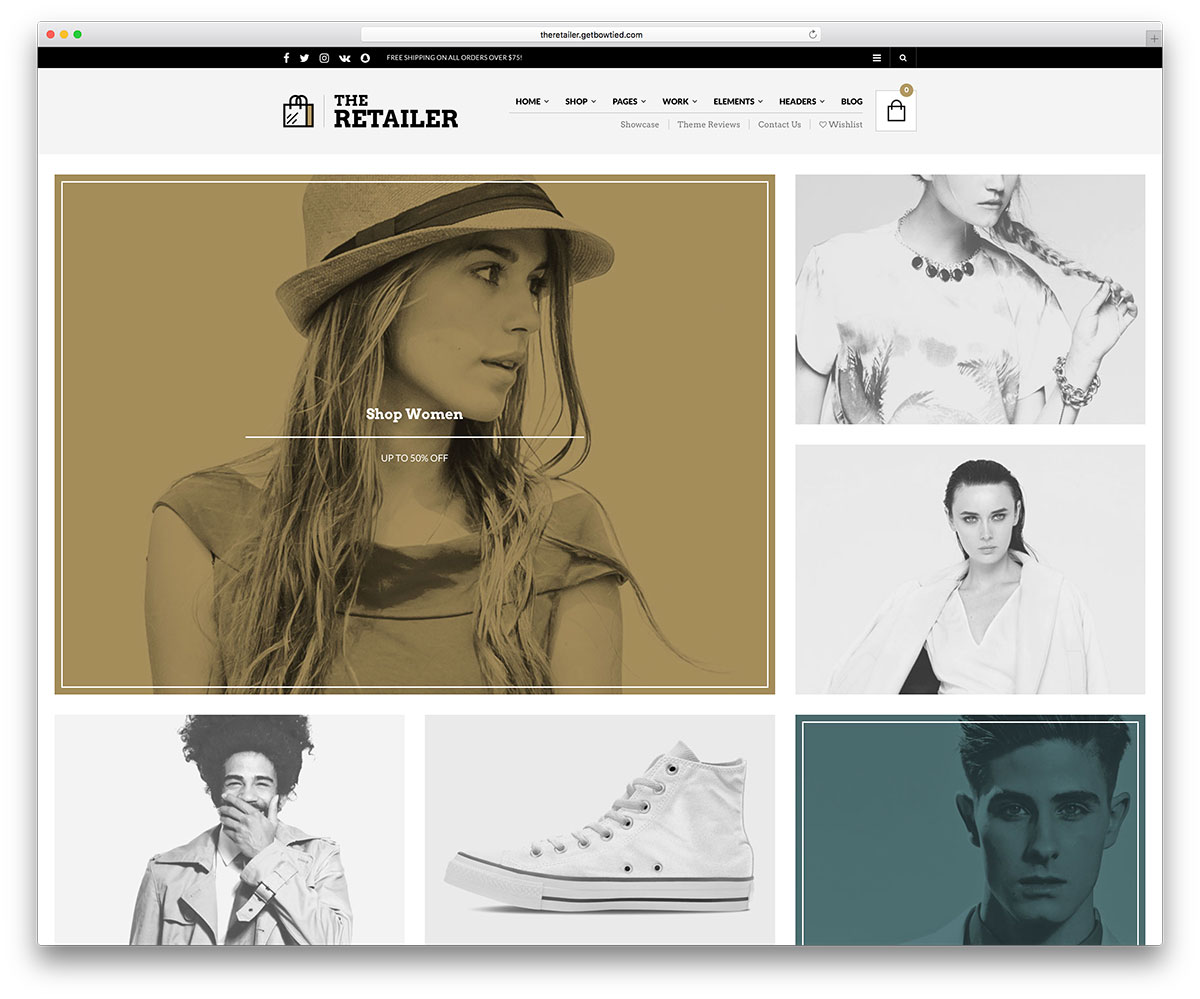 theretailer.getbowtied.com
FREE SHIPPING ON ALL ORDERS OVER $75!
THE
RETAILER
HOME SHOP PAGES WORK ELEMENTS HEADERS BLOG
0
Showcase Theme Reviews Contact Us Wishlist
Shop Women
UP TO 50% OFF